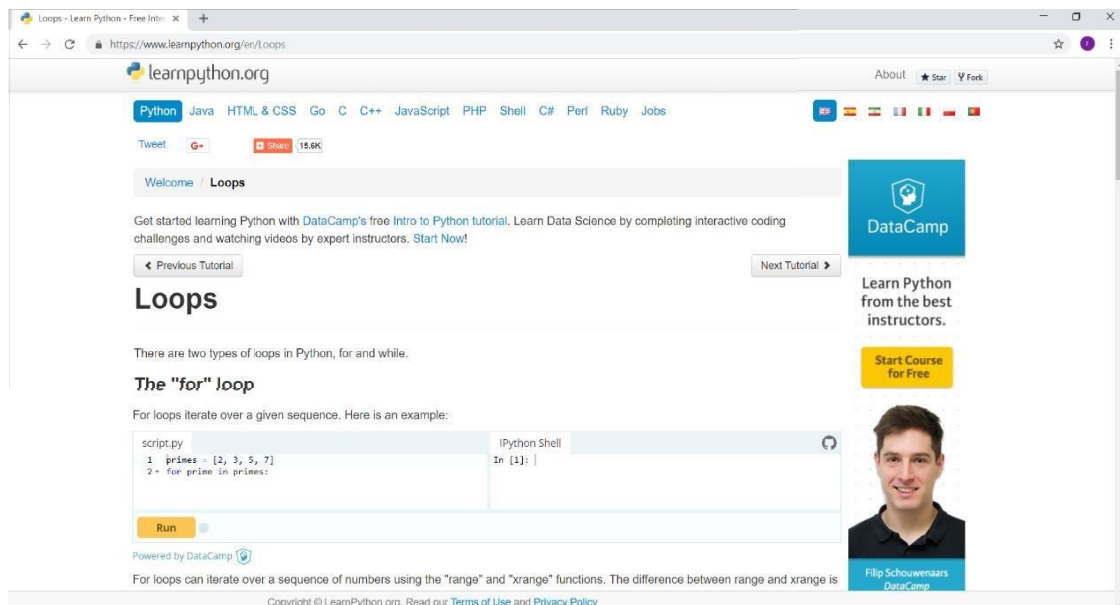 Loops - Learn Python - Free Inte
https://www.learnpython.org/en/Loops
learnpython.org
About Star Fork
Python Java HTML & CSS Go C C++ JavaScript PHP Shell C# Perl Ruby Jobs
Tweet G+ Share 15.6K
Welcome / Loops
Get started learning Python with DataCamp's free Intro to Python tutorial. Learn Data Science by completing interactive coding
challenges and watching videos by expert instructors. Start Now!
Previous Tutorial Next Tutorial
Loops
There are two types of loops in Python, for and while.
The "for" loop
For loops iterate over a given sequence. Here is an example:
script.py IPython Shell
1 primes = [2, 3, 5, 7]
2 for prime in primes:
In [1]:
Run
Powered by DataCamp
For loops can iterate over a sequence of numbers using the "range" and "xrange" functions. The difference between range and xrange is
Copyright © LearnPython.org. Read our Terms of Use and Privacy Policy
DataCamp
Learn Python
from the best
instructors.
Start Course
for Free
Filip Schouwenaars
DataCamp